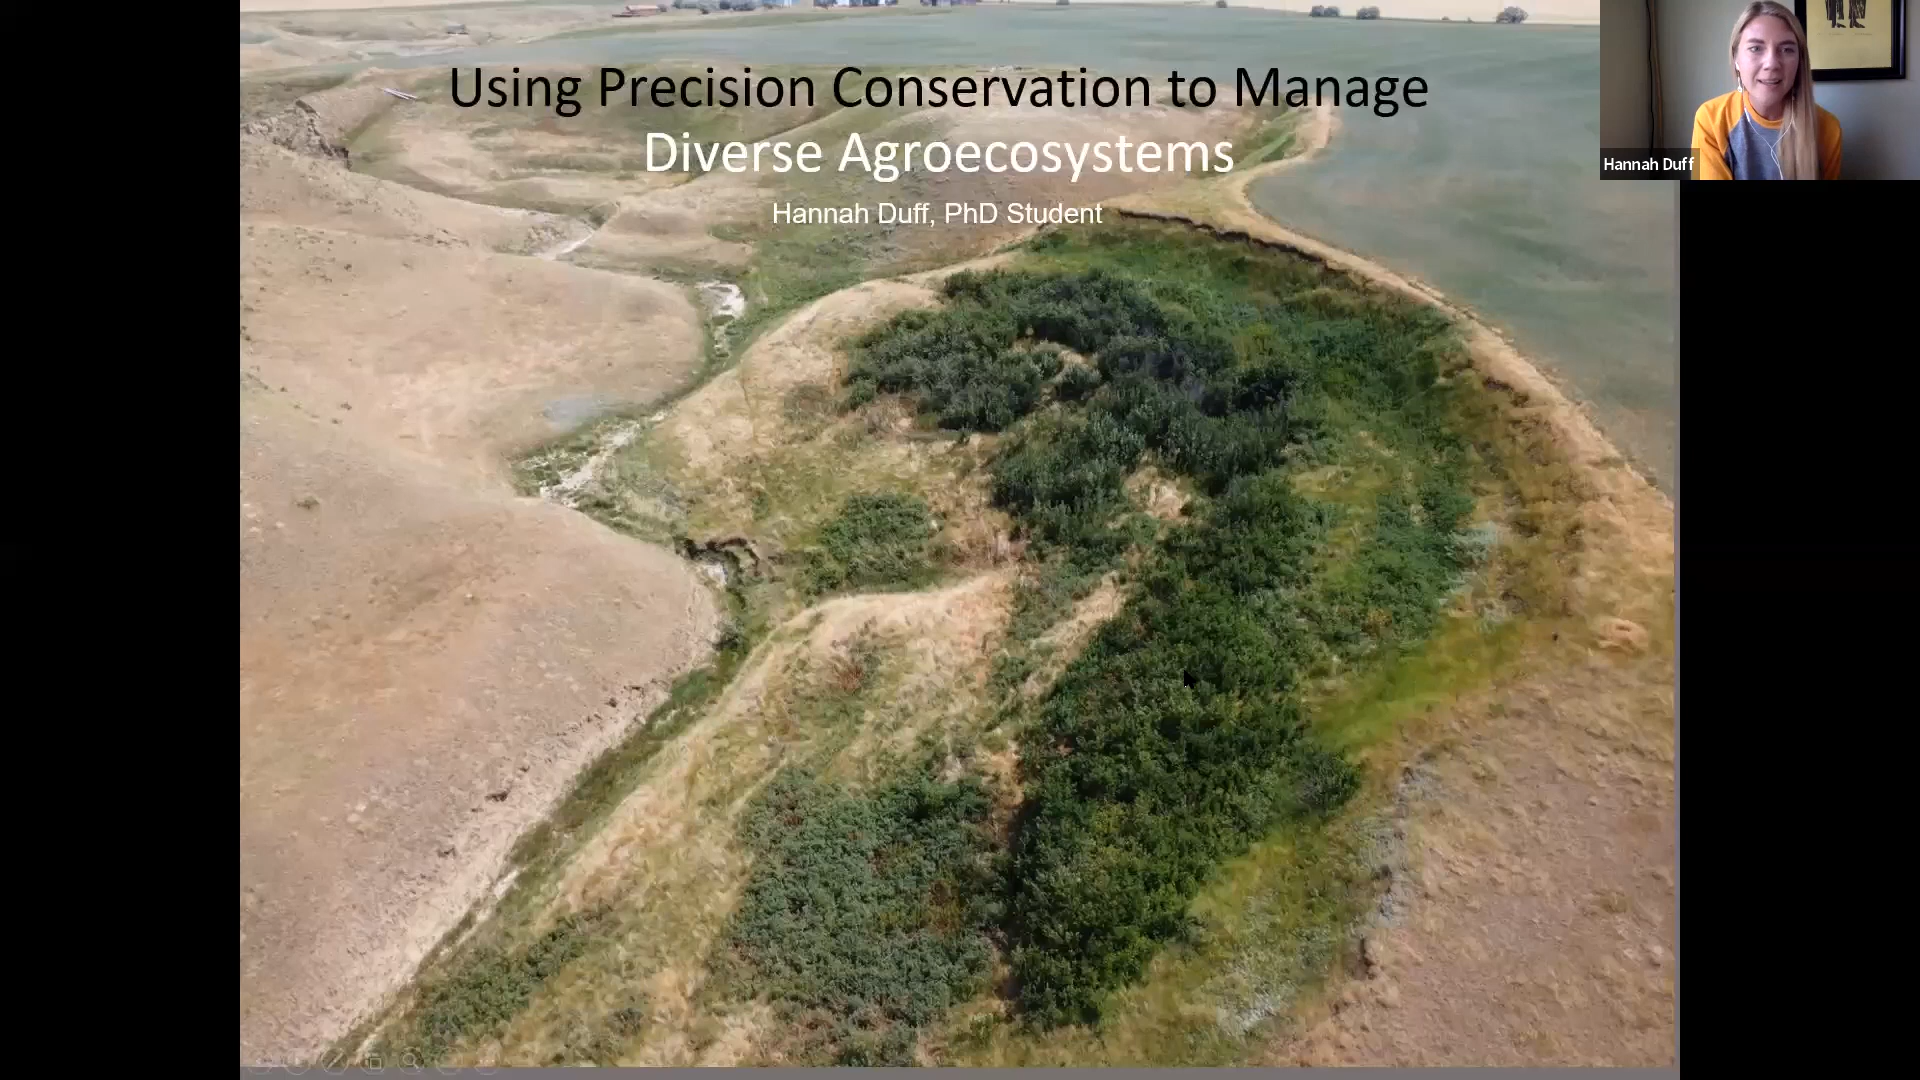 Using Precision Conservation to Manage
Diverse Agroecosystems
Hannah Duff, PhD Student
Hannah Duff